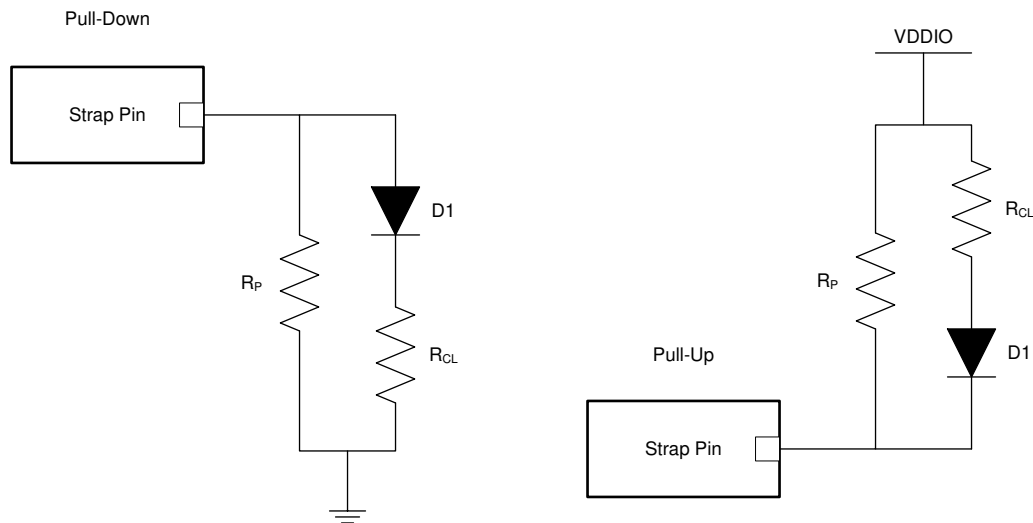 Pull-Down
Strap Pin
D1
RP
RCL
VDDIO
RCL
RP
D1
Pull-Up
Strap Pin